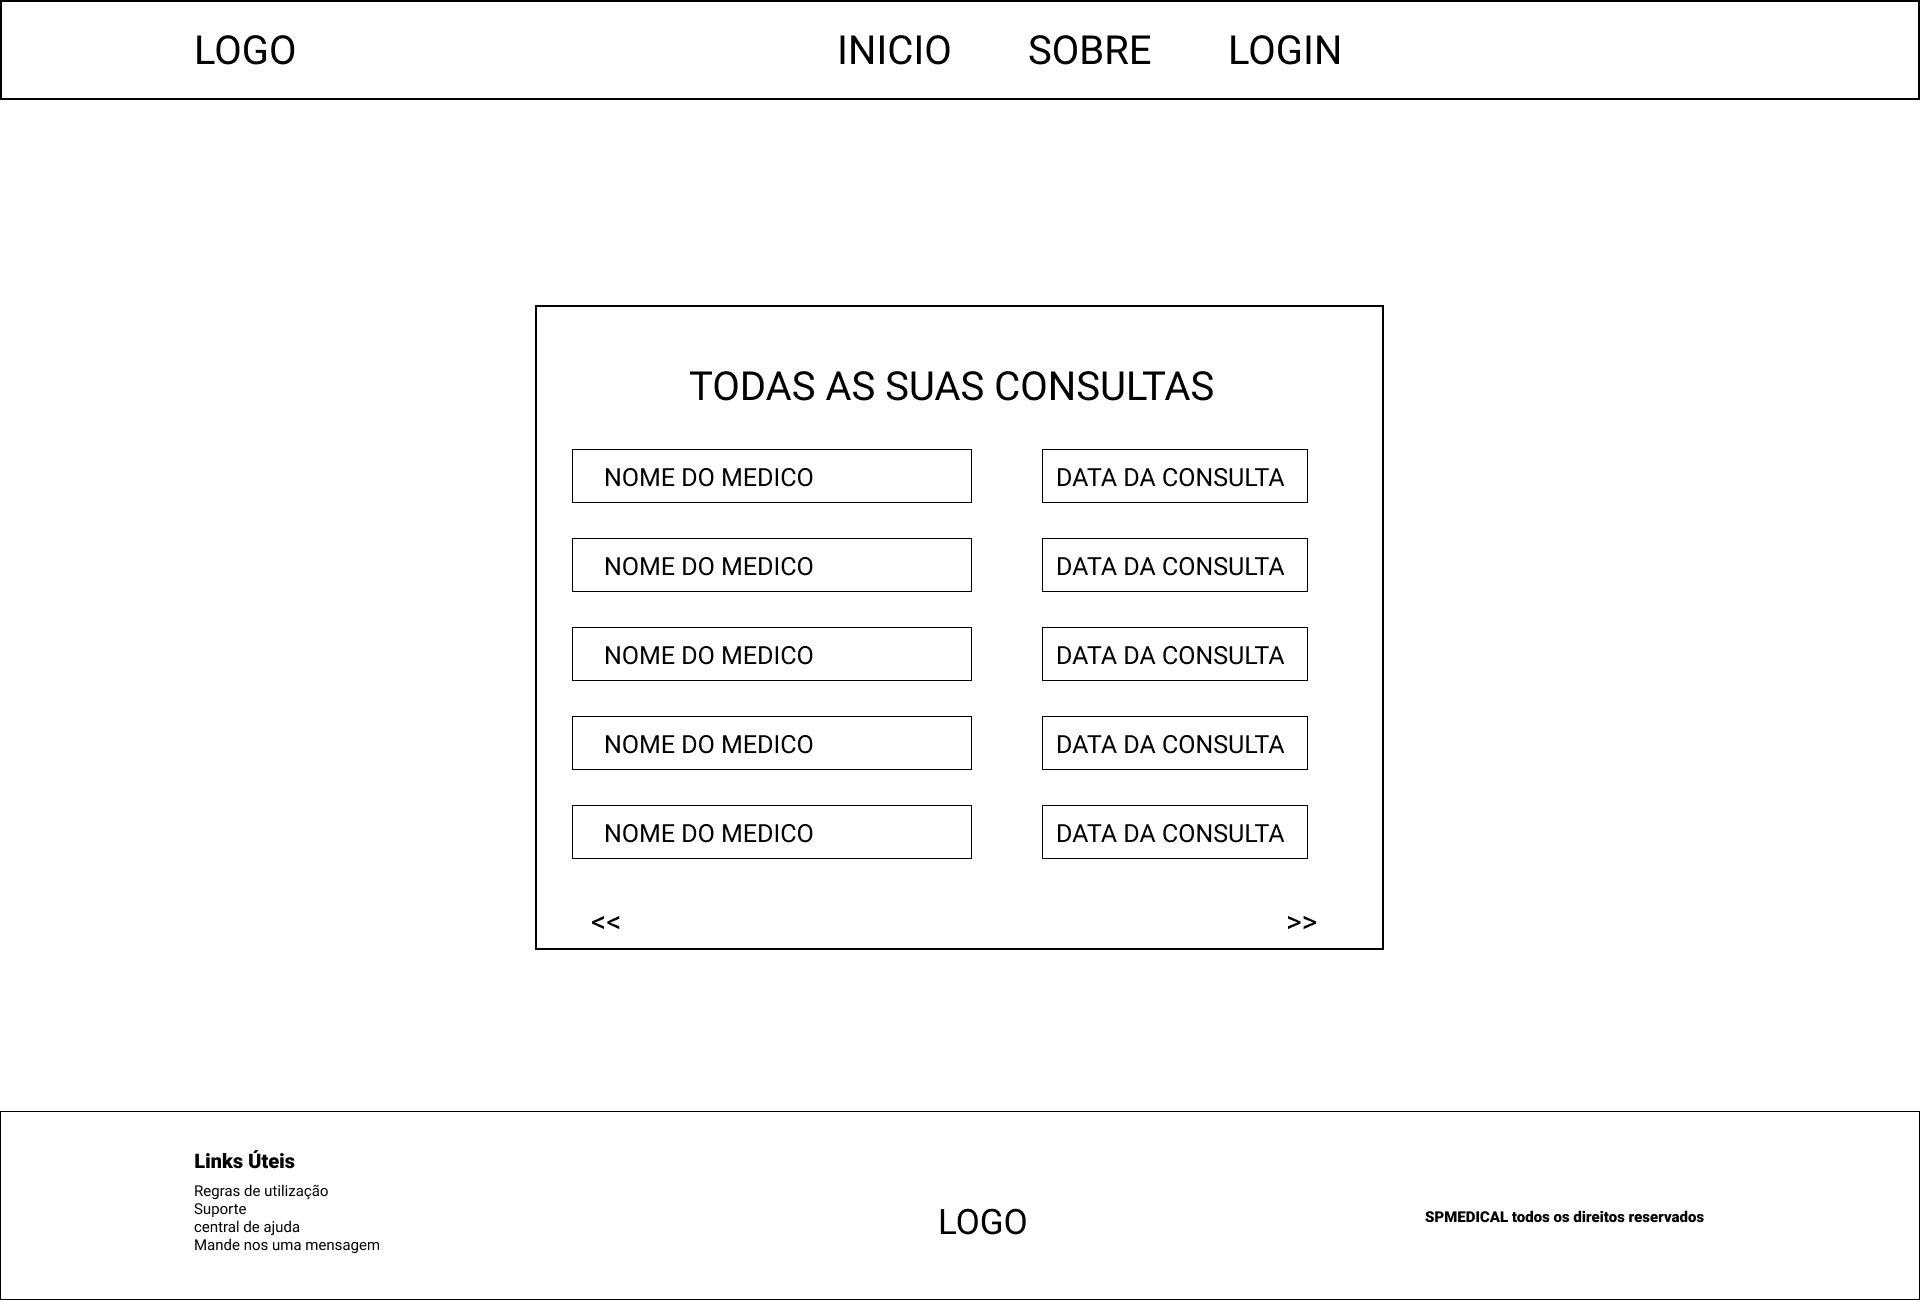 LOGO INICIO SOBRE LOGIN
TODAS AS SUAS CONSULTAS
NOME DO MEDICO DATA DA CONSULTA
NOME DO MEDICO DATA DA CONSULTA
NOME DO MEDICO DATA DA CONSULTA
NOME DO MEDICO DATA DA CONSULTA
NOME DO MEDICO DATA DA CONSULTA
<< >>
Links Úteis
Regras de utilização
Suporte
central de ajuda
Mande nos uma mensagem
LOGO
SPMEDICAL todos os direitos reservados